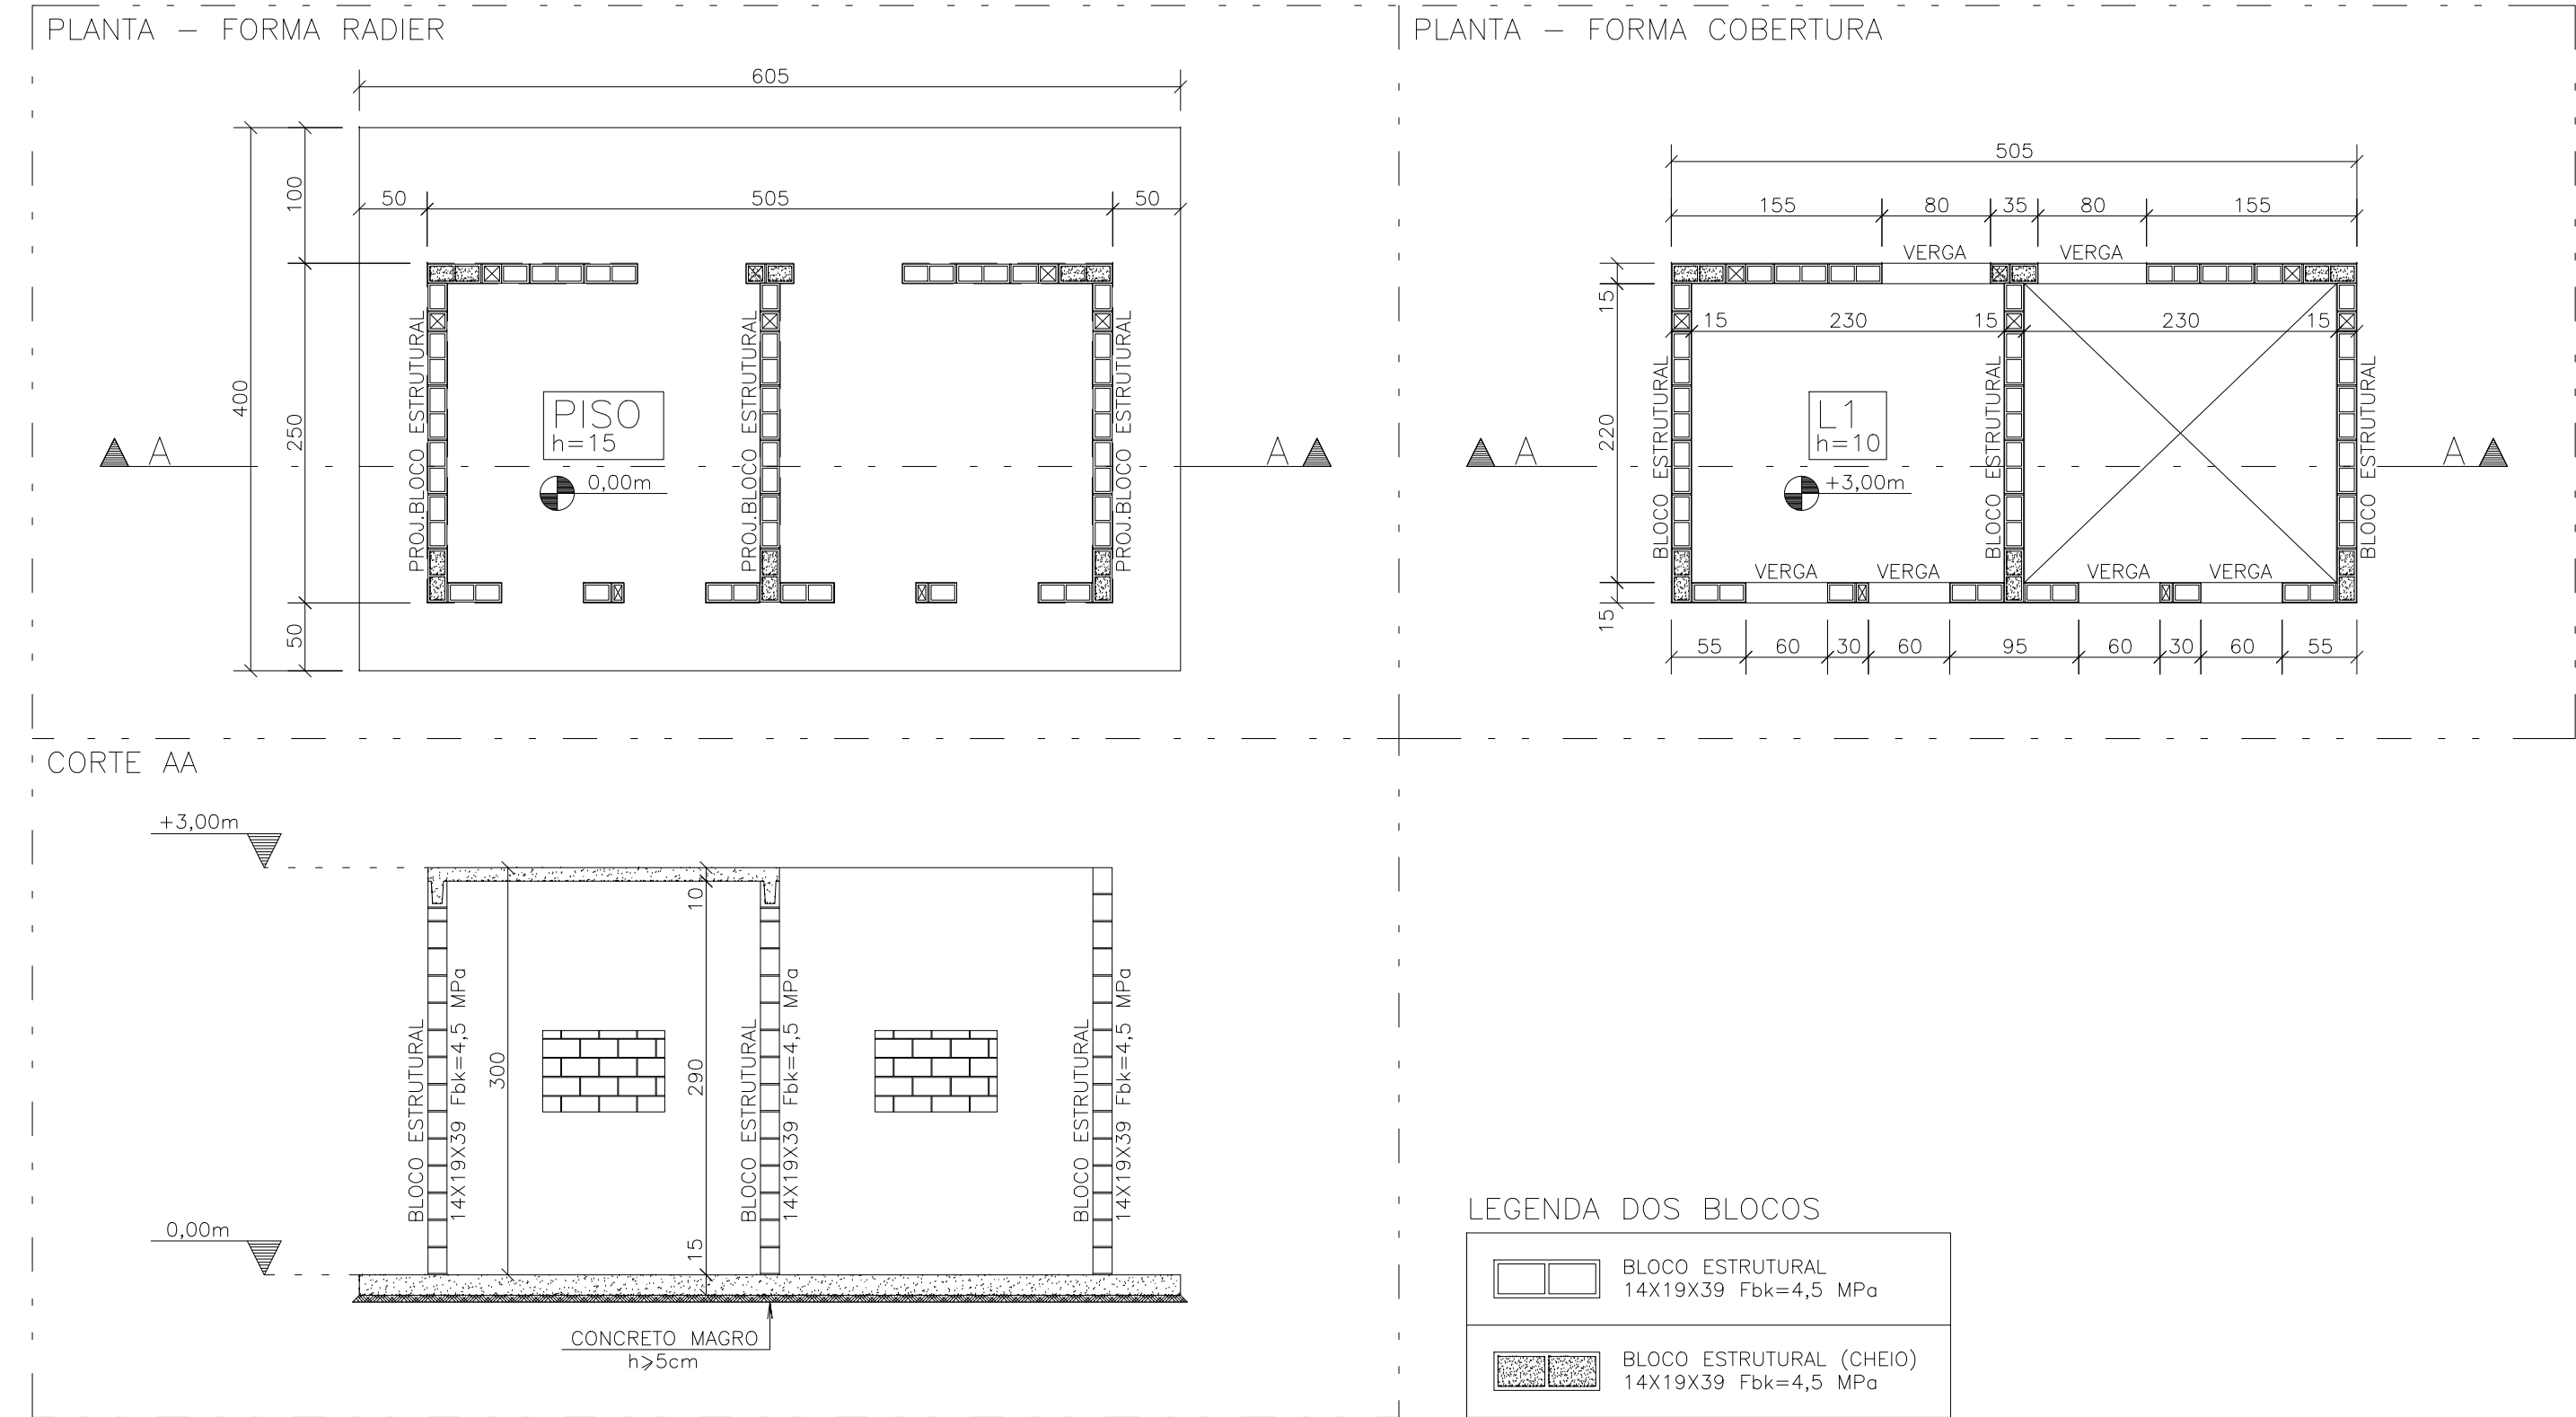 PLANTA – FORMA RADIER
605
400
100
250
50
50
505
50
PROJ.BLOCO ESTRUTURAL
PROJ.BLOCO ESTRUTURAL
PROJ.BLOCO ESTRUTURAL
PISO
h=15
0,00m
A
A
PLANTA – FORMA COBERTURA
505
155
80
35
80
155
VERGA
VERGA
15
220
15
15
230
15
230
15
BLOCO ESTRUTURAL
BLOCO ESTRUTURAL
BLOCO ESTRUTURAL
L1
h=10
+3,00m
A
A
VERGA
VERGA
VERGA
VERGA
55
60
30
60
95
60
30
60
55
CORTE AA
+3,00m
0,00m
BLOCO ESTRUTURAL
14X19X39 Fbk=4,5 MPa
300
10
290
15
BLOCO ESTRUTURAL
14X19X39 Fbk=4,5 MPa
BLOCO ESTRUTURAL
14X19X39 Fbk=4,5 MPa
CONCRETO MAGRO
h⩾5cm
LEGENDA DOS BLOCOS
BLOCO ESTRUTURAL
14X19X39 Fbk=4,5 MPa
BLOCO ESTRUTURAL (CHEIO)
14X19X39 Fbk=4,5 MPa